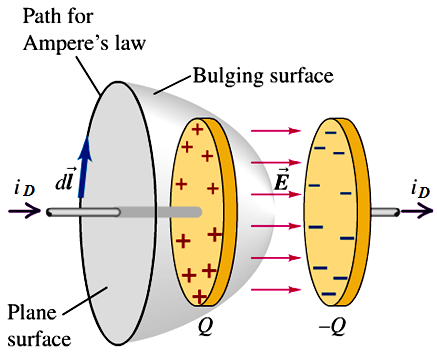 Path for
Ampere's law
Bulging surface
dl⃗
i_D
E⃗
i_D
Plane
surface
Q
-Q